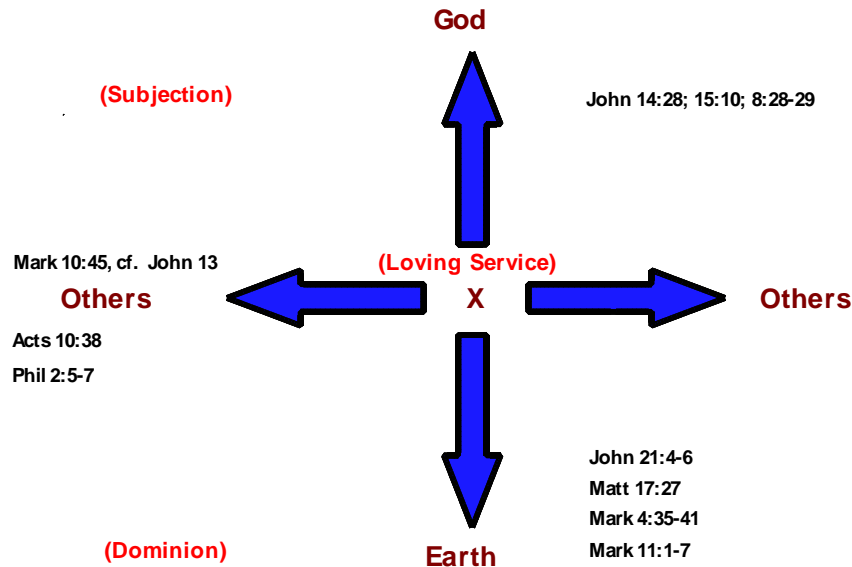 God
(Subjection)
John 14:28; 15:10; 8:28-29
Mark 10:45, cf. John 13
(Loving Service)
Others
X
Others
Acts 10:38
Phil 2:5-7
John 21:4-6
Matt 17:27
Mark 4:35-41
Mark 11:1-7
(Dominion)
Earth